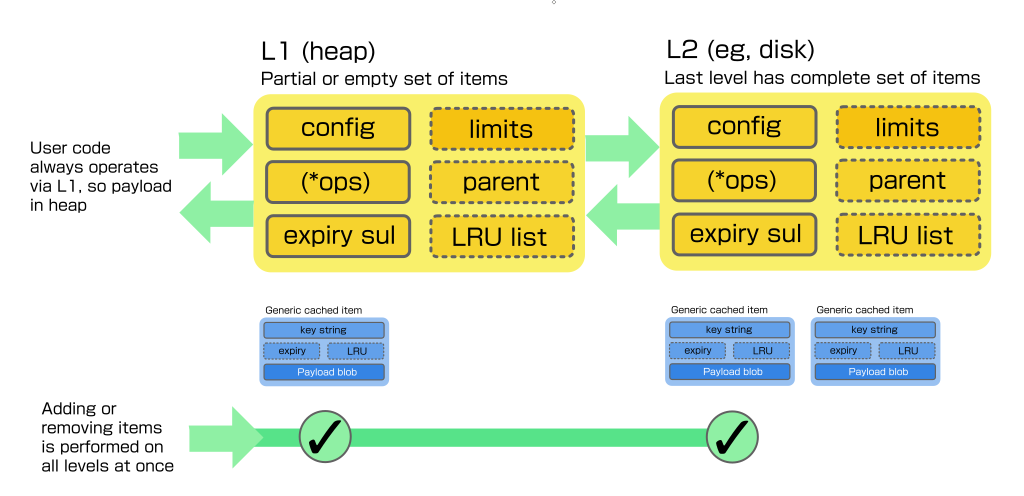 L1 (heap)
Partial or empty set of items
L2 (eg, disk)
Last level has complete set of items
User code
always operates
via L1, so payload
in heap
config
limits
(*ops)
parent
expiry sul
LRU list
config
limits
(*ops)
parent
expiry sul
LRU list
Generic cached item
key string
expiry
LRU
Payload blob
Generic cached item
key string
expiry
LRU
Payload blob
Generic cached item
key string
expiry
LRU
Payload blob
Adding or
removing items
is performed on
all levels at once